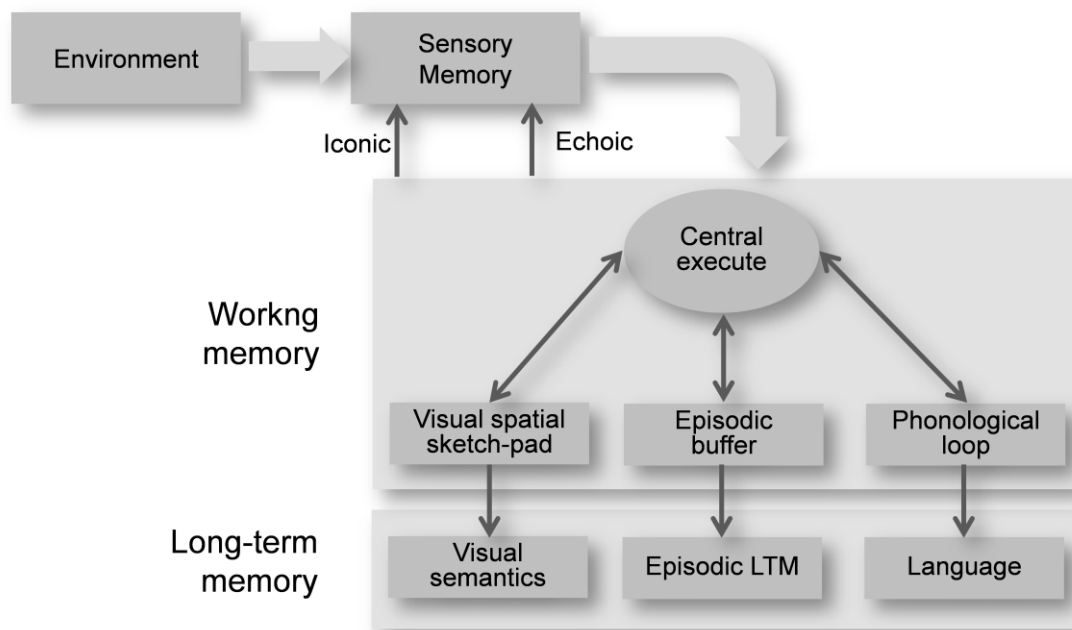 Environment
Sensory
Memory
Iconic
Echoic
Central
execute
Workng
memory
Visual spatial
sketch-pad
Episodic
buffer
Phonological
loop
Long-term
memory
Visual
semantics
Episodic LTM
Language